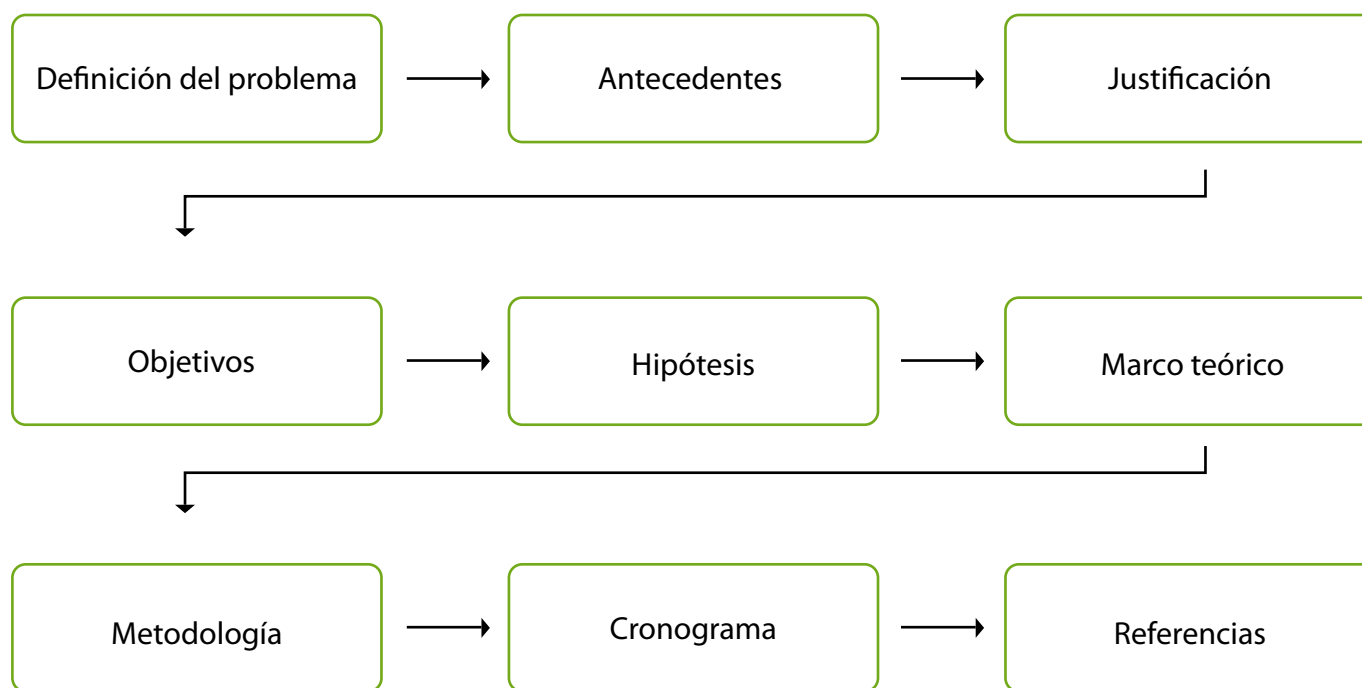 Definición del problema
Antecedentes
Justificación
Objetivos
Hipótesis
Marco teórico
Metodología
Cronograma
Referencias